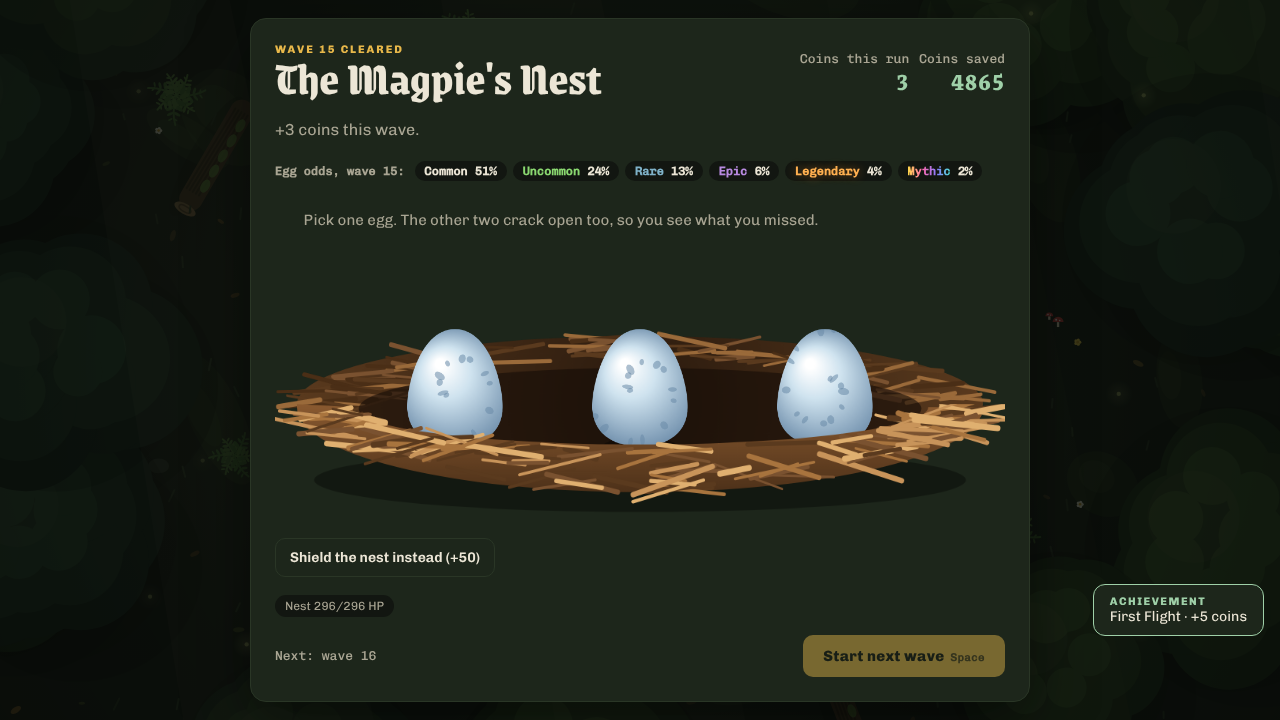 WAVE 15 CLEARED
The Magpie's Nest
Coins this run Coins saved
3 4865
+3 coins this wave.
Egg odds, wave 15: Common 51% Uncommon 24% Rare 13% Epic 6% Legendary 4% Mythic 2%
Pick one egg. The other two crack open too, so you see what you missed.
Shield the nest instead (+50)
ACHIEVEMENT
First Flight · +5 coins
Nest 296/296 HP
Next: wave 16
Start next wave Space